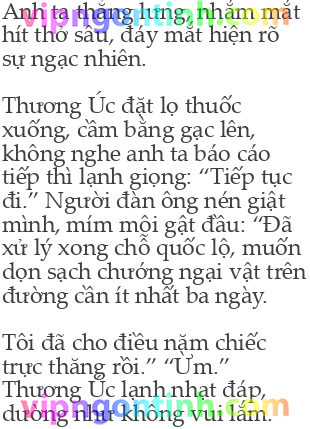 Anh ta thẳng lưng, nhắm mắt
hít thở sâu, đáy mắt hiện rõ
sự ngạc nhiên.
Thương Úc đặt lọ thuốc
xuống, cầm bằng gạc lên,
không nghe anh ta báo cáo
tiếp thì lạnh giọng: “Tiếp tục
đi.” Người đàn ông nén giật
mình, mím môi gật đầu: “Đã
xử lý xong chỗ quốc lộ, muốn
dọn sạch chướng ngại vật trên
đường cần ít nhất ba ngày.
Tôi đã cho điều nặm chiếc
trực thăng rồi.” “Ừm.”
Thương Úc lạnh nhạt đáp,
dường như không vui lắm.
vipngontinh.com
vipngontinh.com